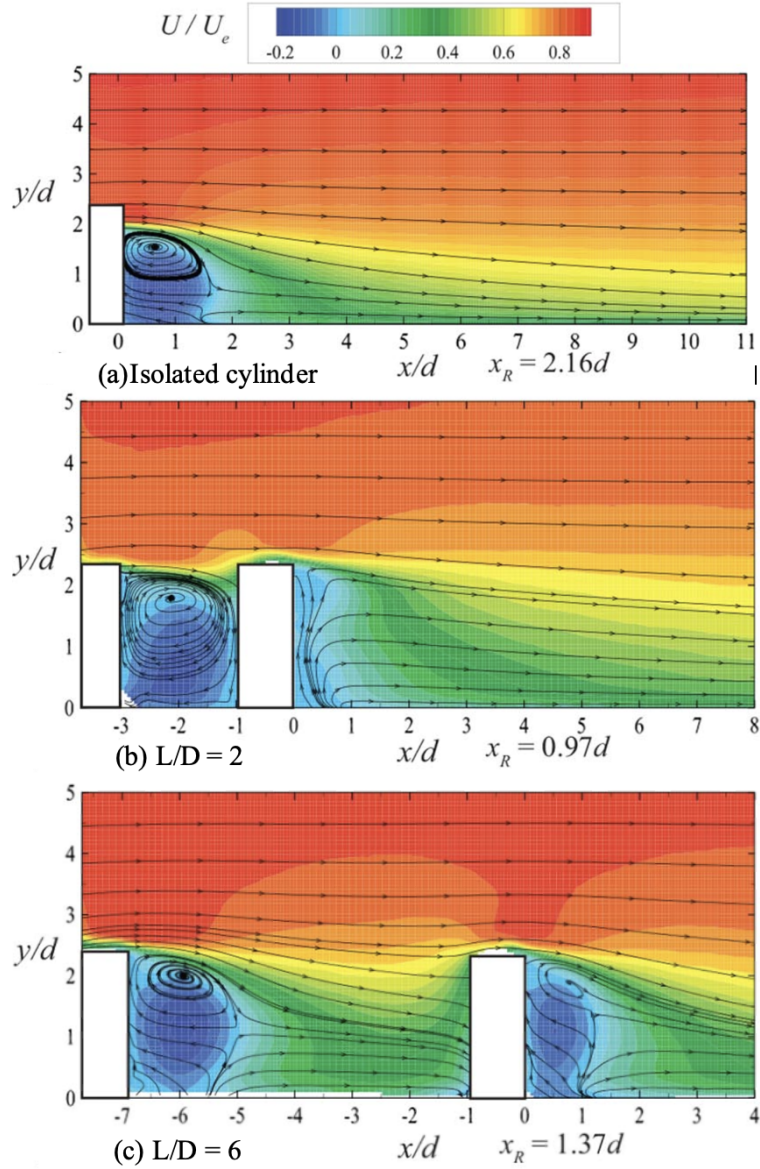 U / U_e
-0.2 0 0.2 0.4 0.6 0.8
5
4
3
y/d
2
1
0
0 1 2 3 4 5 6 7 8 9 10 11
(a)Isolated cylinder x/d x_R = 2.16d
5
4
3
y/d
2
1
0
-3 -2 -1 0 1 2 3 4 5 6 7 8
(b) L/D = 2 x/d x_R = 0.97d
5
4
3
y/d
2
1
0
-7 -6 -5 -4 -3 -2 -1 0 1 2 3 4
(c) L/D = 6 x/d x_R = 1.37d